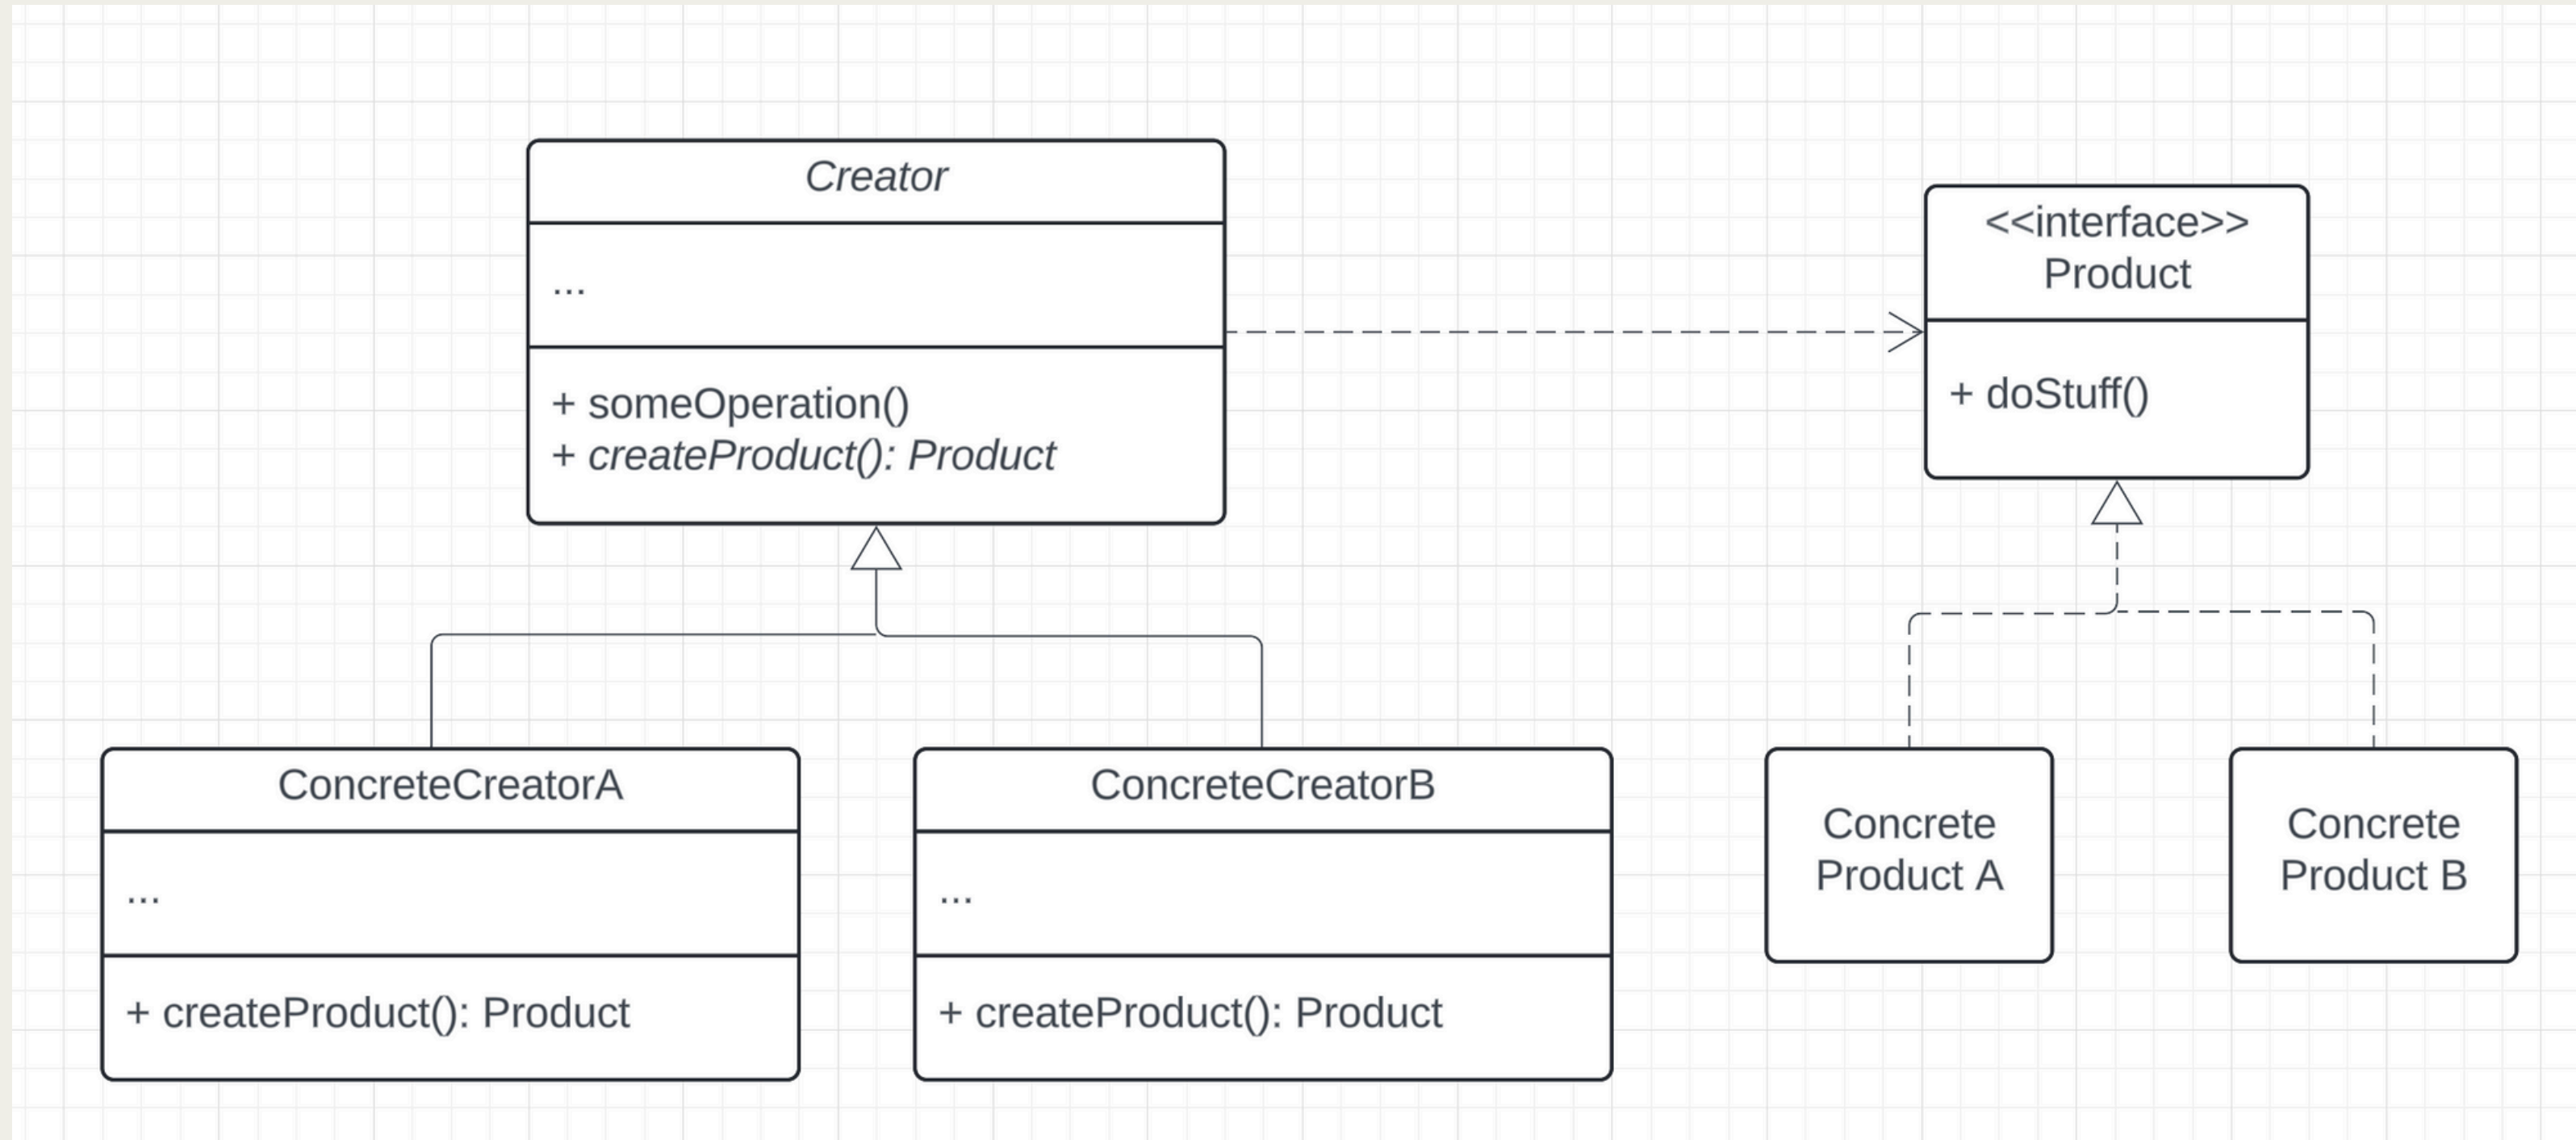 Creator
...
+ someOperation()
+ createProduct(): Product
<<interface>>
Product
+ doStuff()
ConcreteCreatorA
...
+ createProduct(): Product
ConcreteCreatorB
...
+ createProduct(): Product
Concrete
Product A
Concrete
Product B